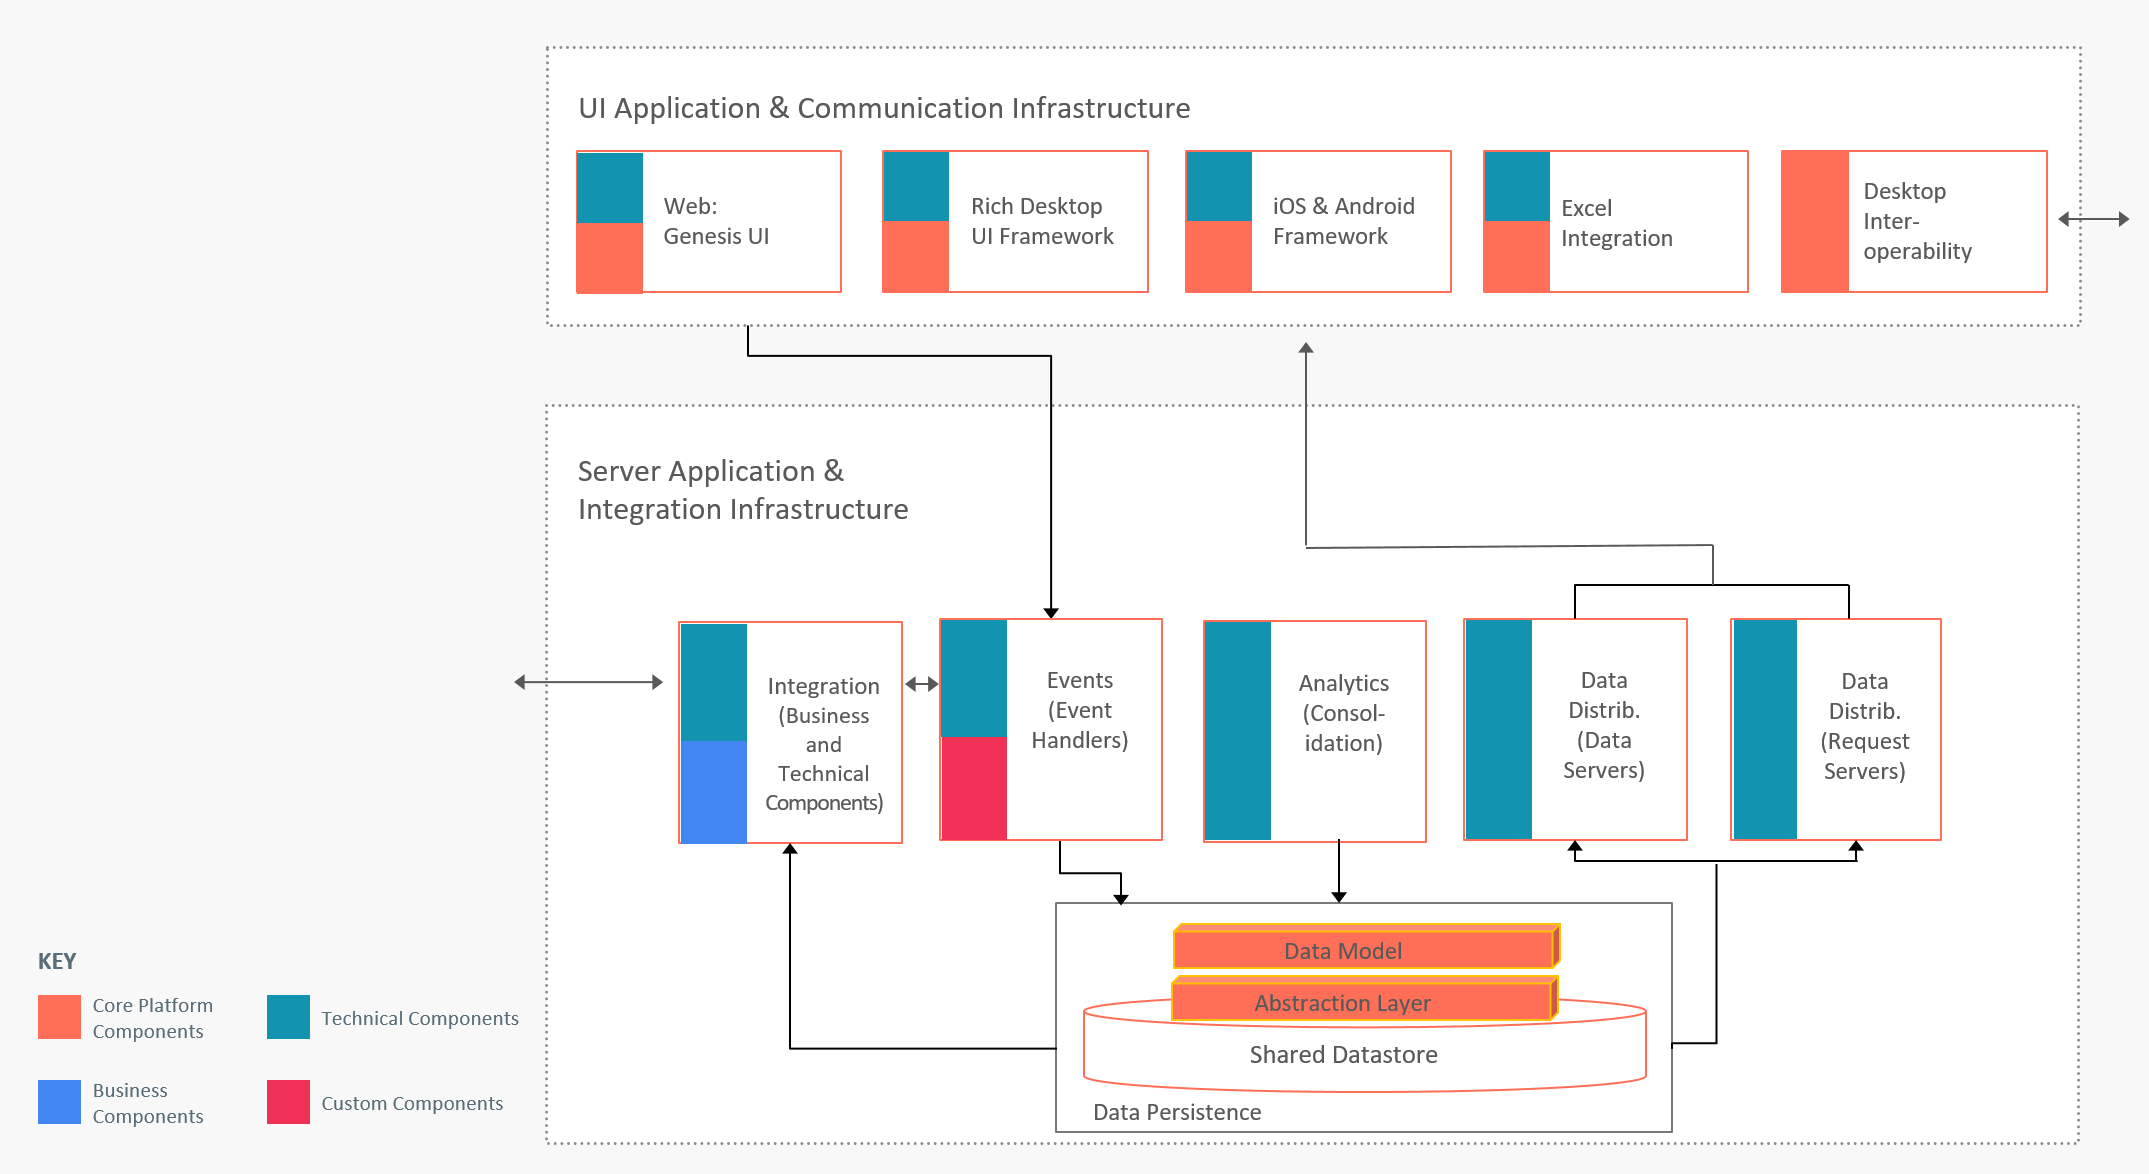 UI Application & Communication Infrastructure
Web:
Genesis UI
Rich Desktop
UI Framework
iOS & Android
Framework
Excel
Integration
Desktop
Inter-
operability
Server Application &
Integration Infrastructure
Integration
(Business
and
Technical
Components)
Events
(Event
Handlers)
Analytics
(Consol-
idation)
Data
Distrib.
(Data
Servers)
Data
Distrib.
(Request
Servers)
Data Model
Abstraction Layer
Shared Datastore
Data Persistence
KEY
Core Platform
Components
Technical Components
Business
Components
Custom Components